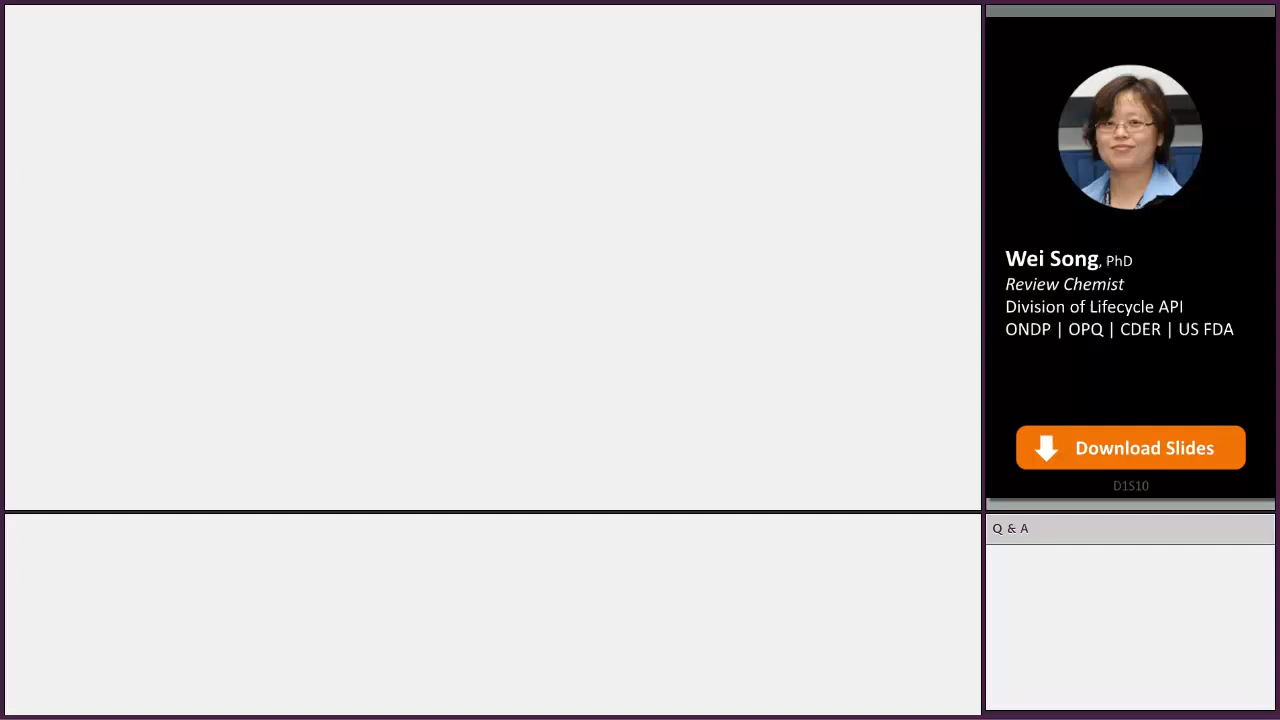 Wei Song, PhD
Review Chemist
Division of Lifecycle API
ONDP | OPQ | CDER | US FDA
Download Slides
D1S10
Q & A